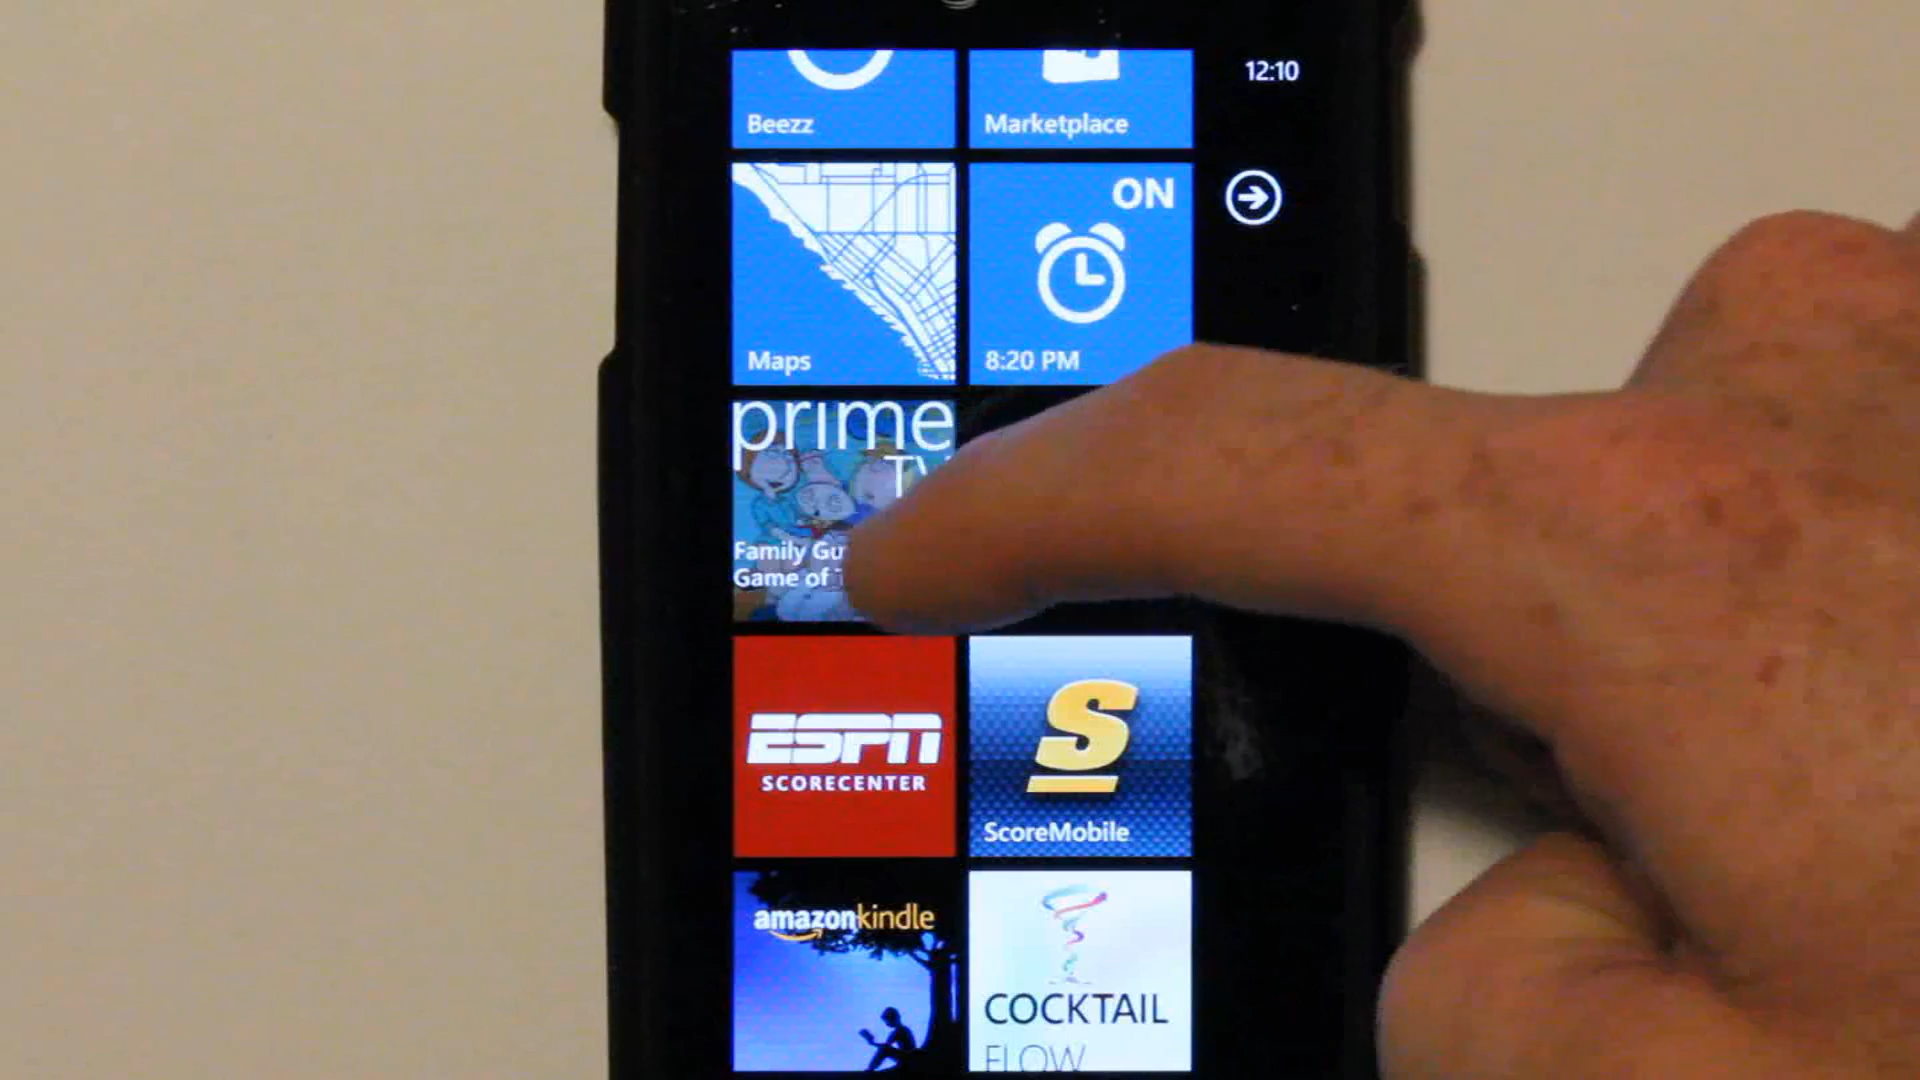 12:10
Beezz
Marketplace
ON
Maps
8:20 PM
prime
Family
Game of
ESPN
SCORECENTER
S
ScoreMobile
amazonkindle
COCKTAIL
FLOW